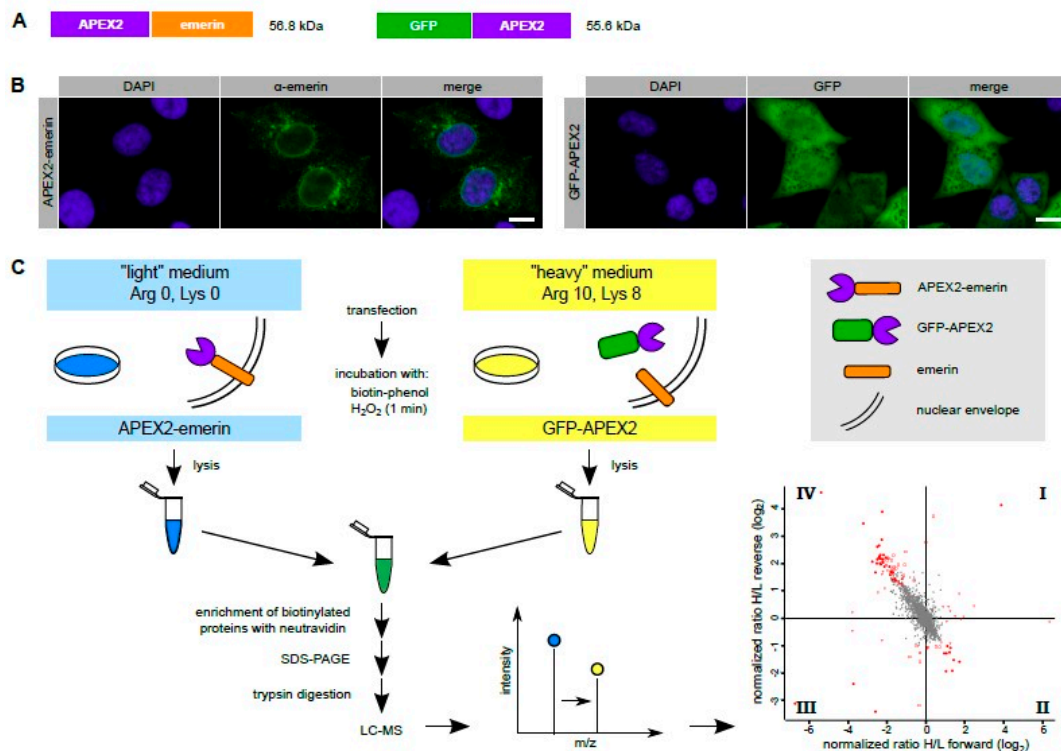 A
APEX2 emerin 56.8 kDa
GFP APEX2 55.6 kDa
B
DAPI α-emerin merge
APEX2-emerin
DAPI GFP merge
GFP-APEX2
C
"light" medium
Arg 0, Lys 0
APEX2-emerin
transfection
incubation with:
biotin-phenol
H₂O₂ (1 min)
"heavy" medium
Arg 10, Lys 8
GFP-APEX2
APEX2-emerin
GFP-APEX2
emerin
nuclear envelope
lysis
lysis
enrichment of biotinylated
proteins with neutravidin
SDS-PAGE
trypsin digestion
LC-MS
intensity
m/z
IV I
III II
normalized ratio H/L reverse (log₂)
4
3
2
1
0
-1
-2
-3
-6 -4 -2 0 2 4 6
normalized ratio H/L forward (log₂)